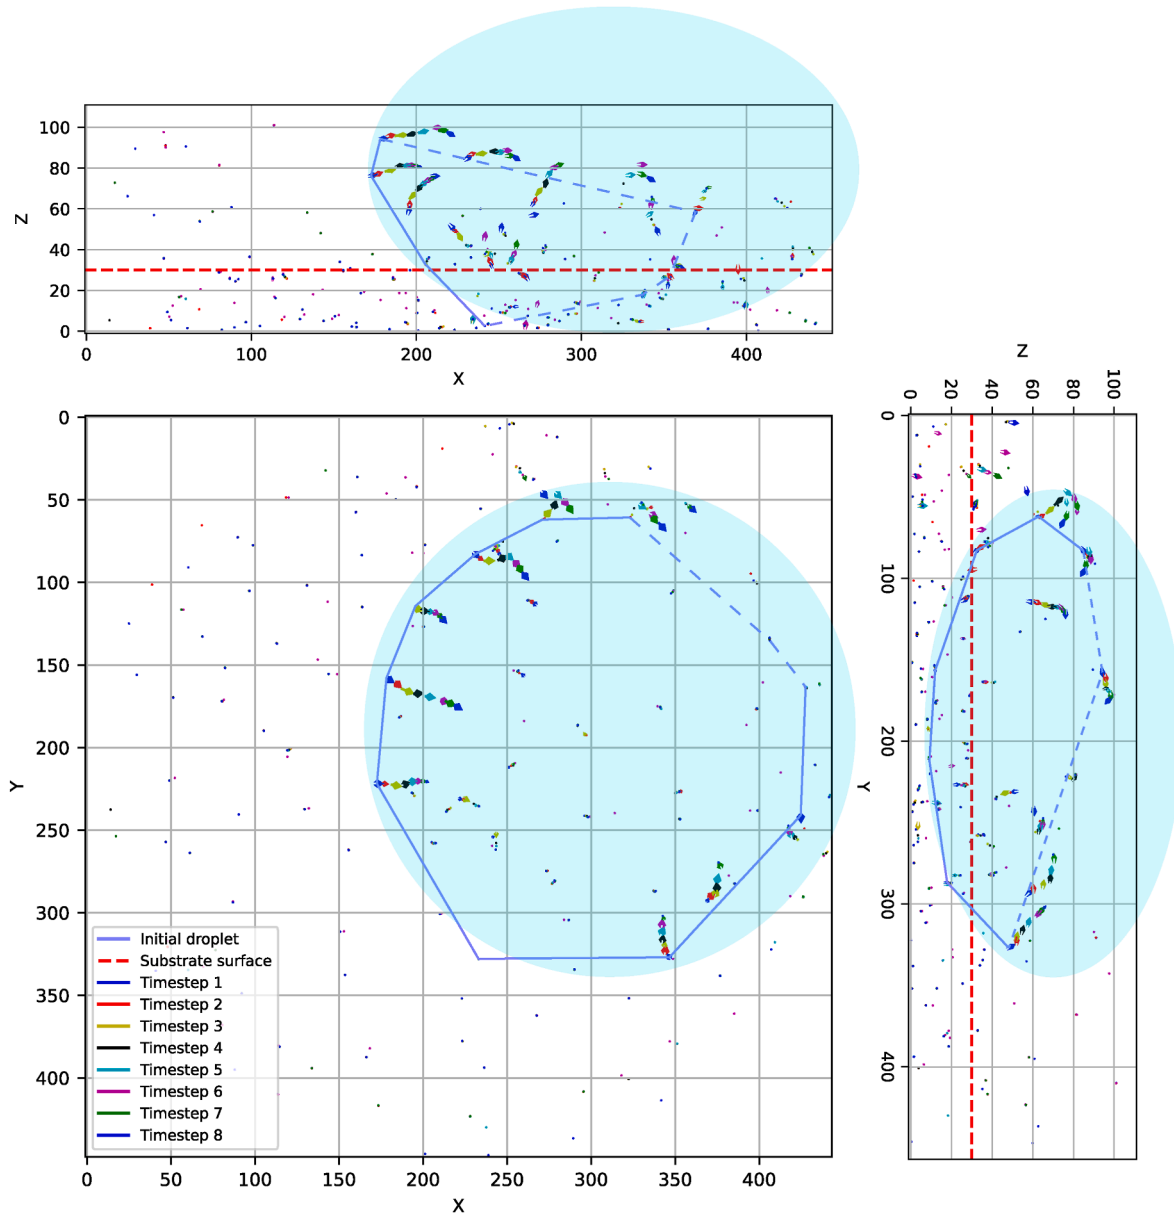 100
80
60
40
20
0
Z
0 100 200 300 400
X
Z
0 20 40 60 80 100
0
100
200
300
400
Y
0
50
100
150
200
250
300
350
400
Y
Initial droplet
Substrate surface
Timestep 1
Timestep 2
Timestep 3
Timestep 4
Timestep 5
Timestep 6
Timestep 7
Timestep 8
0 50 100 150 200 250 300 350 400
X